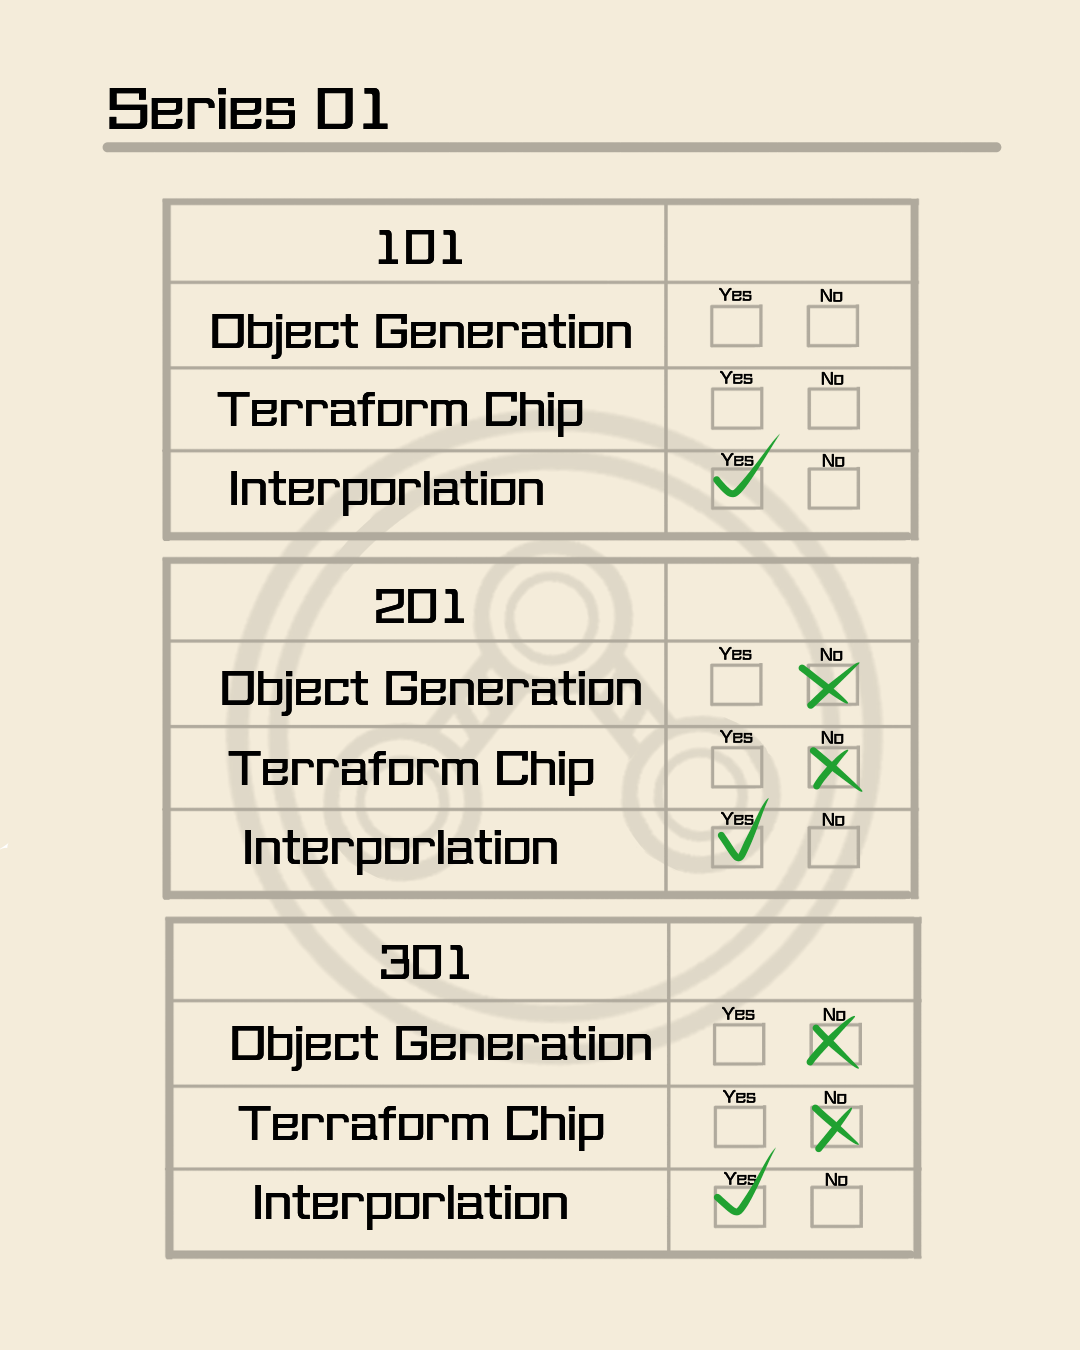 Series 01
101
Yes No
Object Generation
Yes No
Terraform Chip
Yes No
Interporlation
201
Yes No
Object Generation
Yes No
Terraform Chip
Yes No
Interporlation
301
Yes No
Object Generation
Yes No
Terraform Chip
Yes No
Interporlation